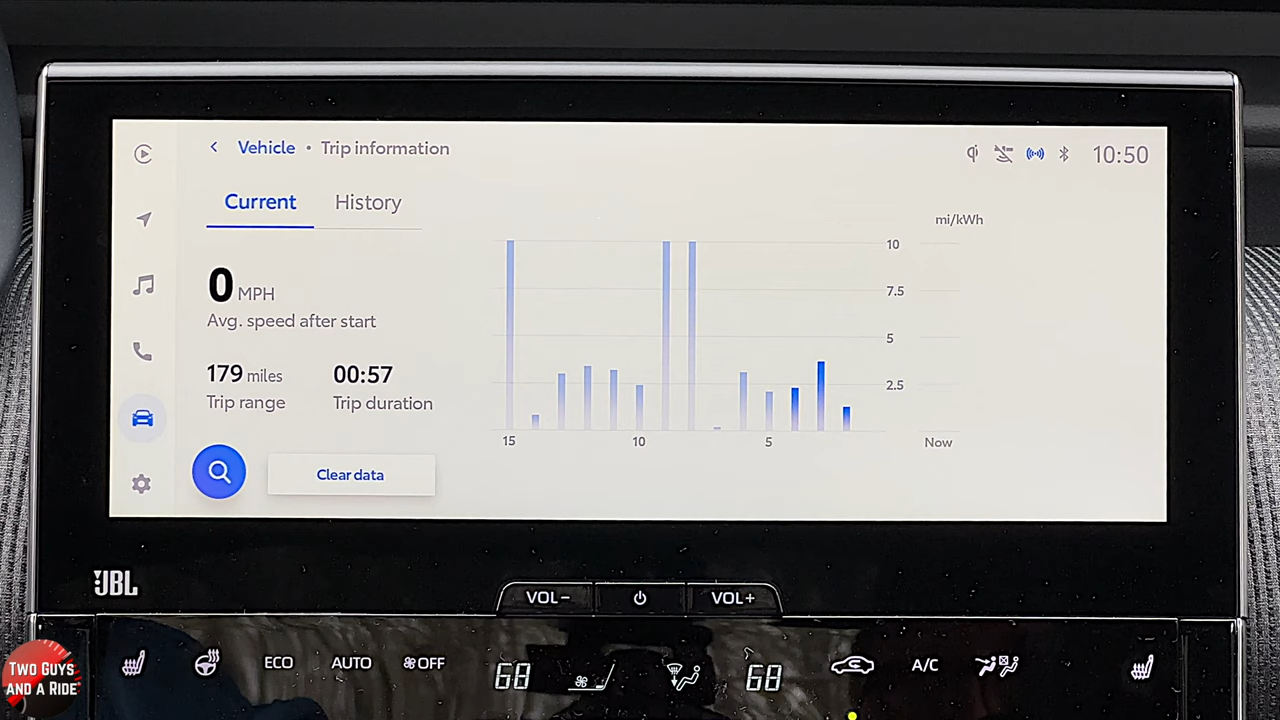 Vehicle • Trip information
10:50
Current History
mi/kWh
10
7.5
5
2.5
0 MPH
Avg. speed after start
179 miles
Trip range
00:57
Trip duration
15 10 5 Now
Clear data
JBL
VOL− VOL+
ECO AUTO OFF 68 68 A/C
TWO GUYS
AND A RIDE